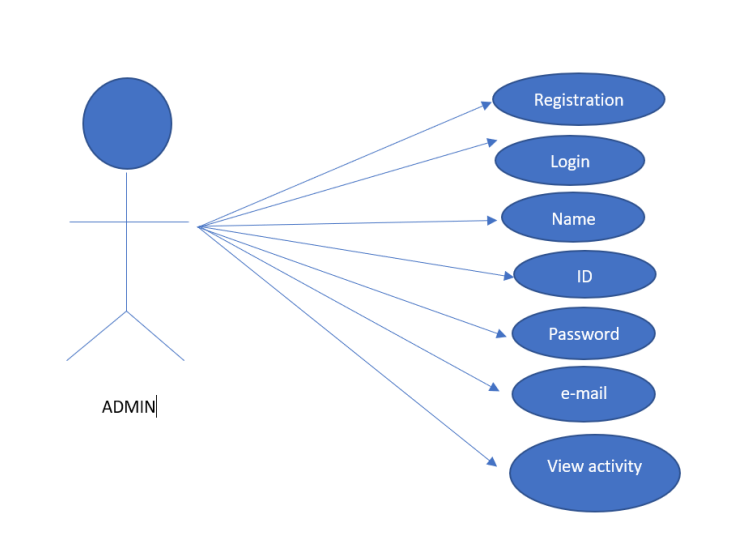 Registration
Login
Name
ID
Password
e-mail
View activity
ADMIN